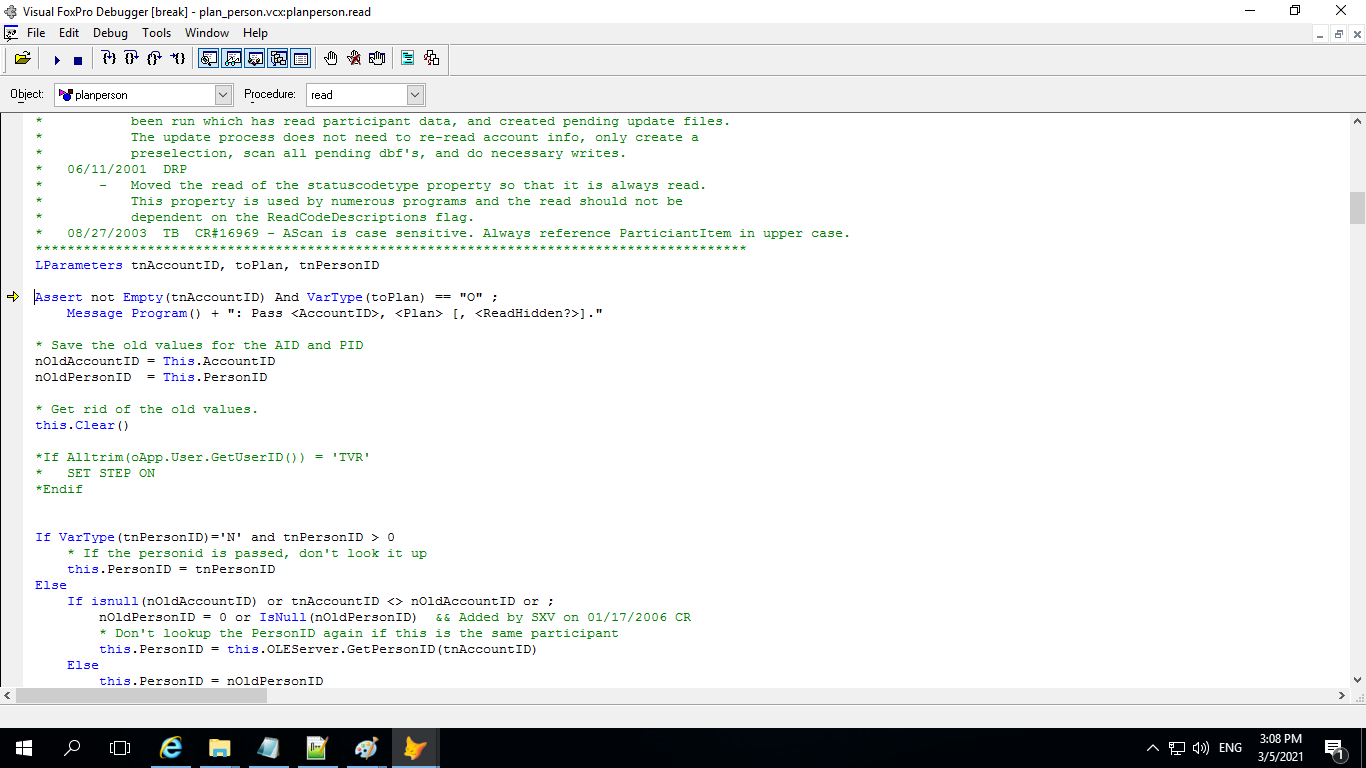 Visual FoxPro Debugger [break] - plan_person.vcx:planperson.read
File Edit Debug Tools Window Help
Object: planperson Procedure: read
*           been run which has read participant data, and created pending update files.
*           The update process does not need to re-read account info, only create a
*           preselection, scan all pending dbf's, and do necessary writes.
*   06/11/2001  DRP
*       -   Moved the read of the statuscodetype property so that it is always read.
*           This property is used by numerous programs and the read should not be
*           dependent on the ReadCodeDescriptions flag.
*   08/27/2003  TB  CR#16969 - AScan is case sensitive. Always reference ParticiantItem in upper case.
*****************************************************************************************
LParameters tnAccountID, toPlan, tnPersonID
Assert not Empty(tnAccountID) And VarType(toPlan) == "O" ;
    Message Program() + ": Pass <AccountID>, <Plan> [, <ReadHidden?>]."
* Save the old values for the AID and PID
nOldAccountID = This.AccountID
nOldPersonID  = This.PersonID
* Get rid of the old values.
this.Clear()
*If Alltrim(oApp.User.GetUserID()) = 'TVR'
*   SET STEP ON
*Endif
If VarType(tnPersonID)='N' and tnPersonID > 0
    * If the personid is passed, don't look it up
    this.PersonID = tnPersonID
Else
    If isnull(nOldAccountID) or tnAccountID <> nOldAccountID or ;
        nOldPersonID = 0 or IsNull(nOldPersonID)  && Added by SXV on 01/17/2006 CR
        * Don't lookup the PersonID again if this is the same participant
        this.PersonID = this.OLEServer.GetPersonID(tnAccountID)
    Else
        this.PersonID = nOldPersonID
ENG
3:08 PM
3/5/2021
1